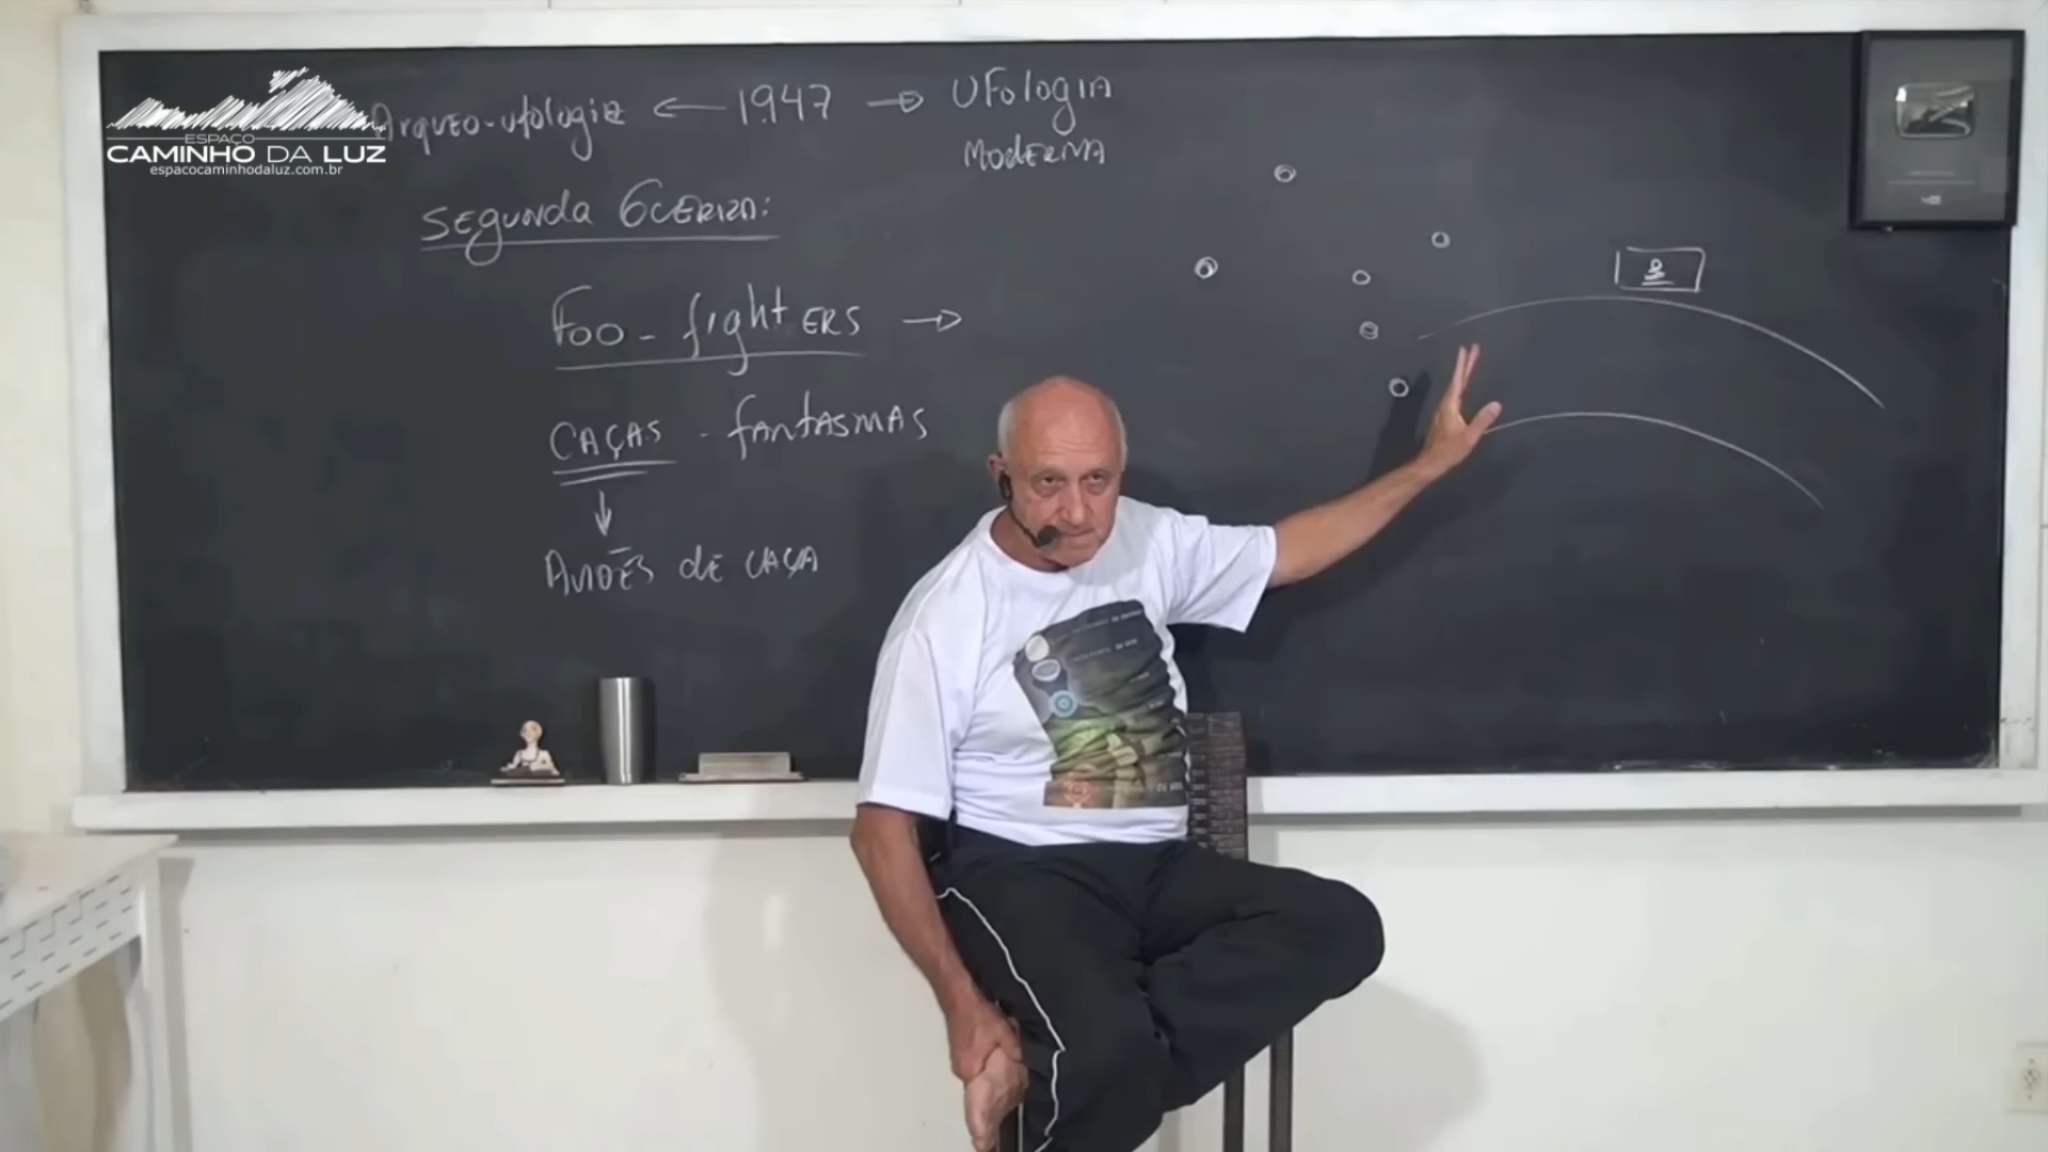 Arqueo-ufologia ← 1947 → Ufologia
Moderna
ESPAÇO
CAMINHO DA LUZ
espacocaminhodaluz.com.br
Segunda Guerra:
Foo-fighters →
Caças - fantasmas
↓
Aviões de caça